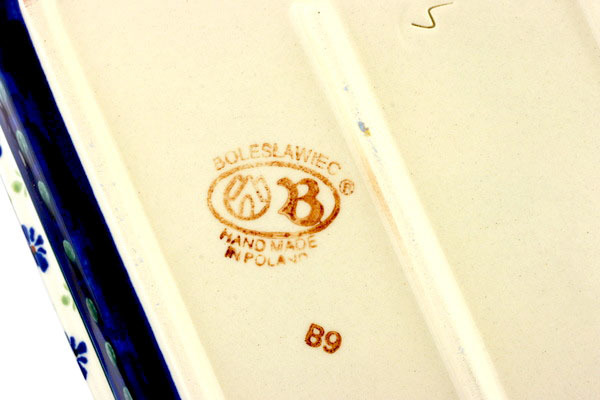 BOLESŁAWIEC ®
B
HAND MADE
IN POLAND
B9